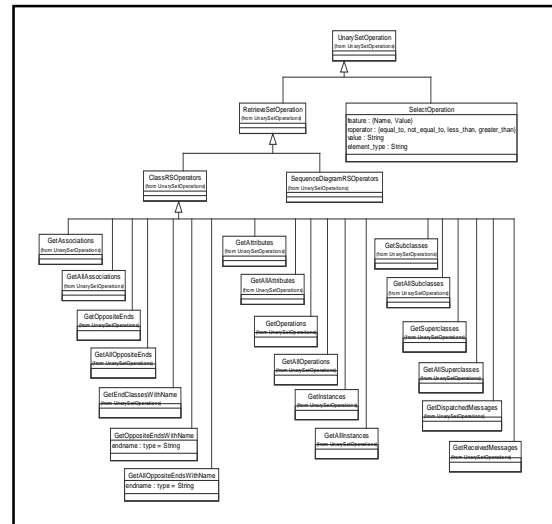 UnarySetOperation
(from UnarySetOperations)
RetrieveSetOperation
(from UnarySetOperations)
SelectOperation
feature : {Name, Value}
roperator : {equal_to, not_equal_to, less_than, greater_than}
value : String
element_type : String
ClassRSOperators
(from UnarySetOperations)
SequenceDiagramRSOperators
(from UnarySetOperations)
GetAssociations
(from UnarySetOperations)
GetAllAssociations
(from UnarySetOperations)
GetOppositeEnds
(from UnarySetOperations)
GetAllOppositeEnds
(from UnarySetOperations)
GetEndClassesWithName
(from UnarySetOperations)
GetOppositeEndsWithName
endname : type = String
GetAllOppositeEndsWithName
endname : type = String
GetAttributes
(from UnarySetOperations)
GetAllAttributes
(from UnarySetOperations)
GetOperations
(from UnarySetOperations)
GetAllOperations
(from UnarySetOperations)
GetInstances
(from UnarySetOperations)
GetAllInstances
(from UnarySetOperations)
GetSubclasses
(from UnarySetOperations)
GetAllSubclasses
(from UnarySetOperations)
GetSuperclasses
(from UnarySetOperations)
GetAllSuperclasses
(from UnarySetOperations)
GetDispatchedMessages
(from UnarySetOperations)
GetReceivedMessages
(from UnarySetOperations)